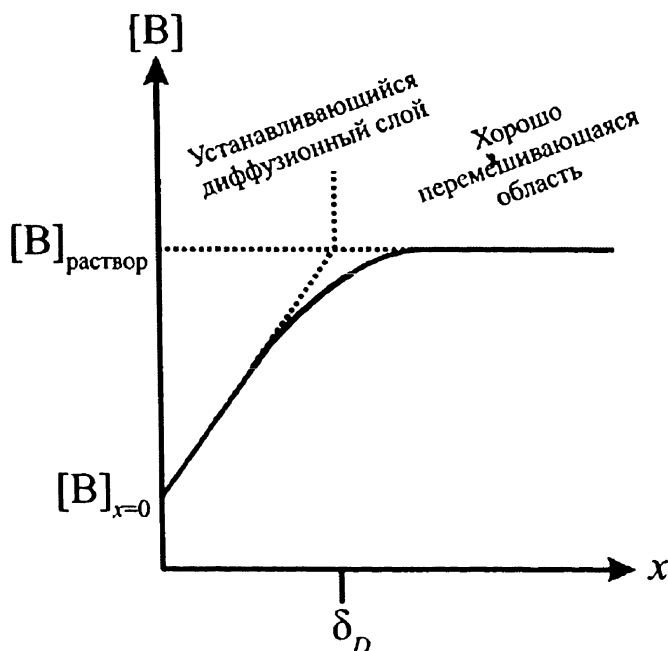 [B]
Устанавливающийся
диффузионный слой
Хорошо
перемешивающаяся
область
[B]раствор
[B]x=0
x
δD